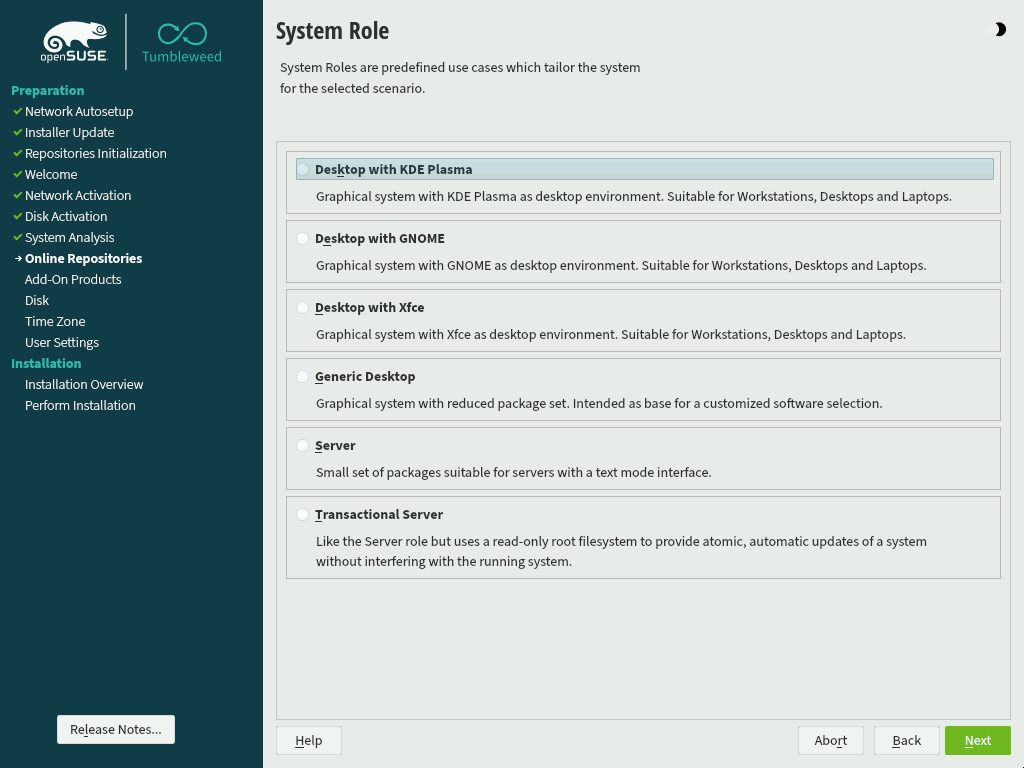 openSUSE
Tumbleweed
Preparation
Network Autosetup
Installer Update
Repositories Initialization
Welcome
Network Activation
Disk Activation
System Analysis
Online Repositories
Add-On Products
Disk
Time Zone
User Settings
Installation
Installation Overview
Perform Installation
Release Notes...
System Role
System Roles are predefined use cases which tailor the system
for the selected scenario.
Desktop with KDE Plasma
Graphical system with KDE Plasma as desktop environment. Suitable for Workstations, Desktops and Laptops.
Desktop with GNOME
Graphical system with GNOME as desktop environment. Suitable for Workstations, Desktops and Laptops.
Desktop with Xfce
Graphical system with Xfce as desktop environment. Suitable for Workstations, Desktops and Laptops.
Generic Desktop
Graphical system with reduced package set. Intended as base for a customized software selection.
Server
Small set of packages suitable for servers with a text mode interface.
Transactional Server
Like the Server role but uses a read-only root filesystem to provide atomic, automatic updates of a system
without interfering with the running system.
Help
Abort
Back
Next